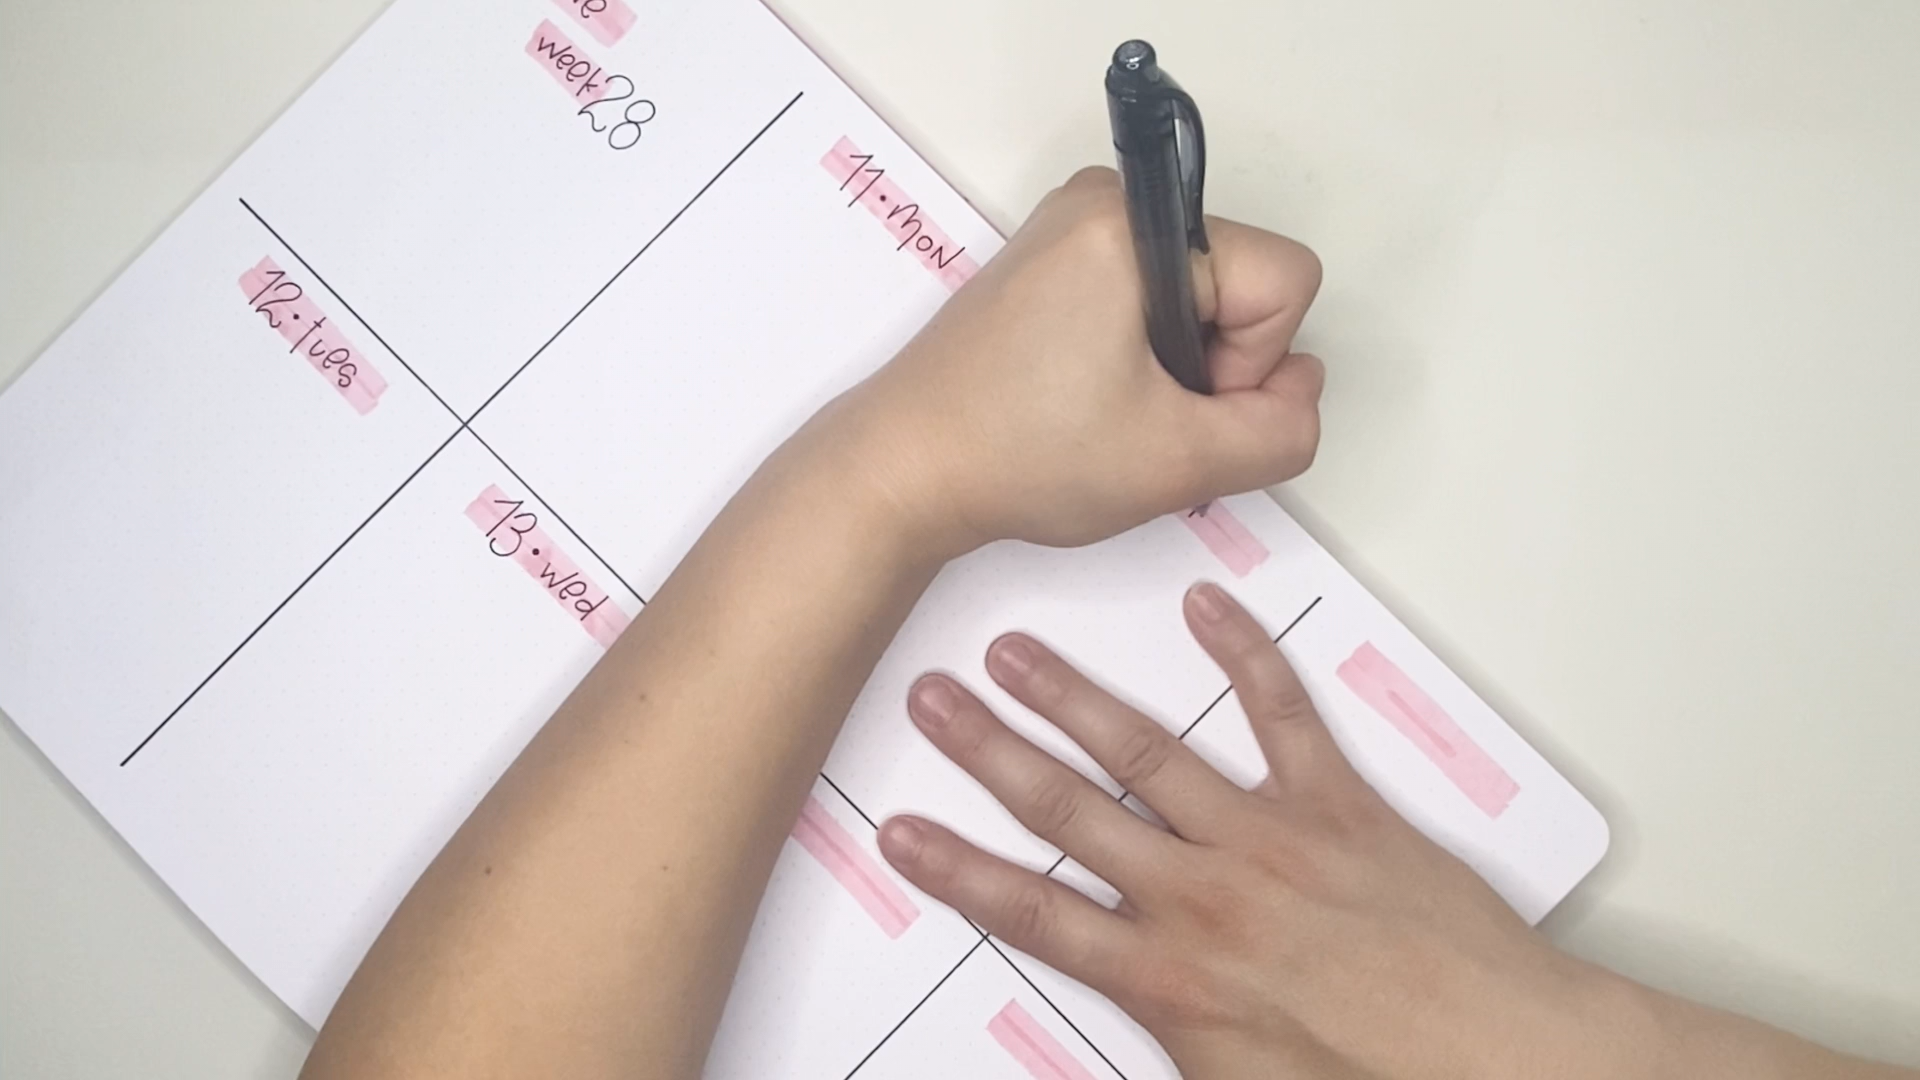 week 28
11 • mon
12 • tues
13 • wed